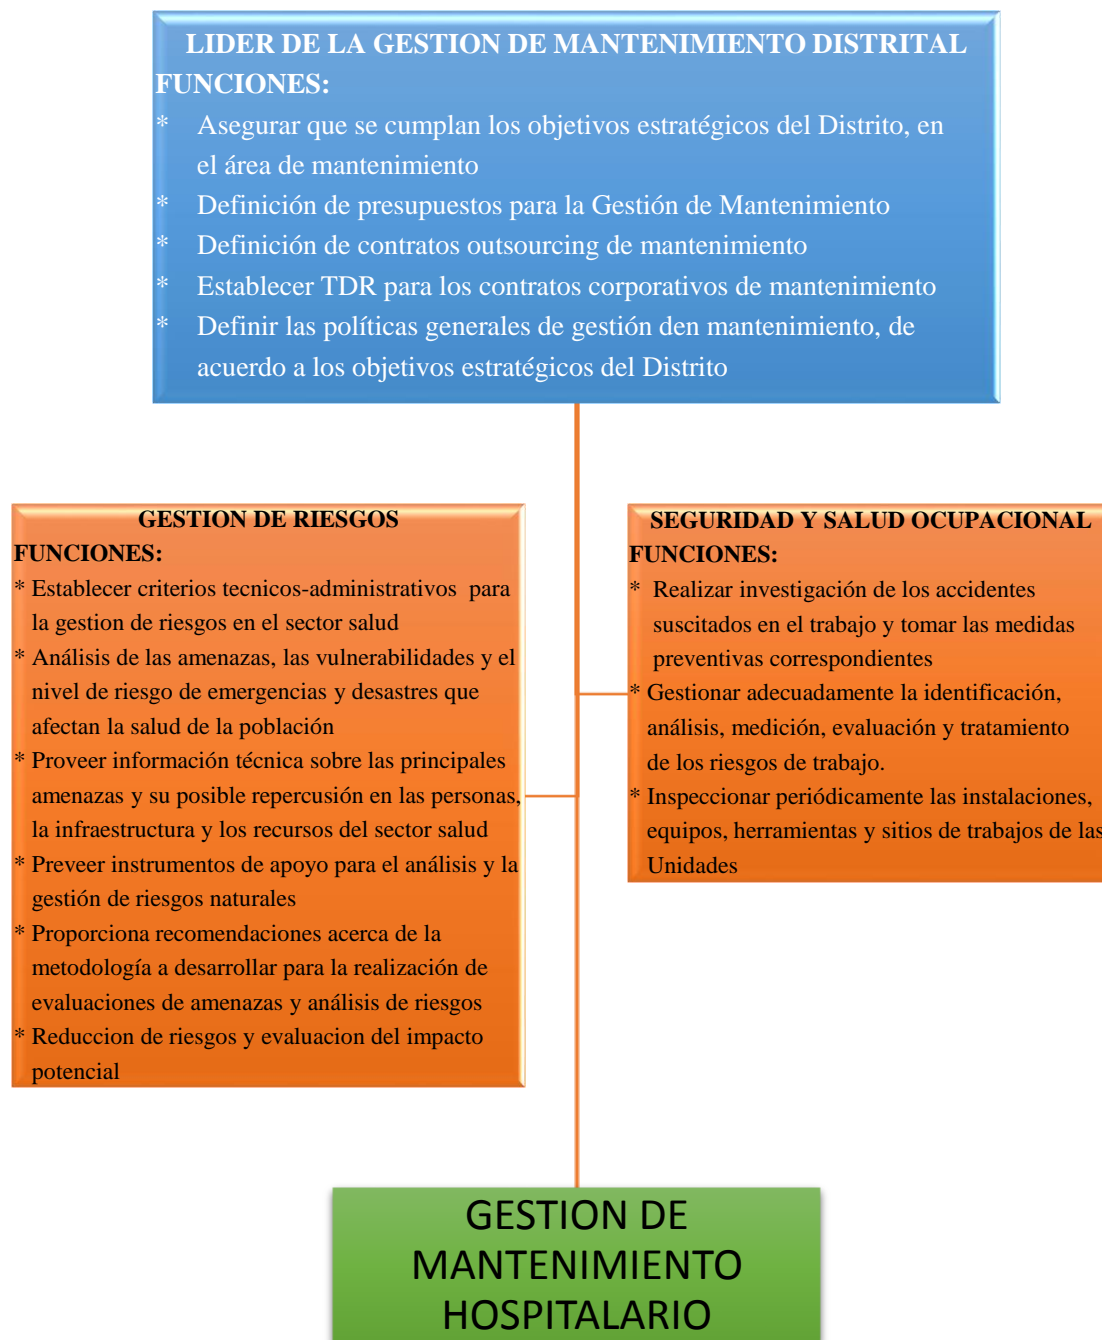 LIDER DE LA GESTION DE MANTENIMIENTO DISTRITAL
FUNCIONES:
* Asegurar que se cumplan los objetivos estratégicos del Distrito, en
el área de mantenimiento
* Definición de presupuestos para la Gestión de Mantenimiento
* Definición de contratos outsourcing de mantenimiento
* Establecer TDR para los contratos corporativos de mantenimiento
* Definir las políticas generales de gestión den mantenimiento, de
acuerdo a los objetivos estratégicos del Distrito
GESTION DE RIESGOS
FUNCIONES:
* Establecer criterios tecnicos-administrativos para
la gestion de riesgos en el sector salud
* Análisis de las amenazas, las vulnerabilidades y el
nivel de riesgo de emergencias y desastres que
afectan la salud de la población
* Proveer información técnica sobre las principales
amenazas y su posible repercusión en las personas,
la infraestructura y los recursos del sector salud
* Preveer instrumentos de apoyo para el análisis y la
gestión de riesgos naturales
* Proporciona recomendaciones acerca de la
metodología a desarrollar para la realización de
evaluaciones de amenazas y análisis de riesgos
* Reduccion de riesgos y evaluacion del impacto
potencial
SEGURIDAD Y SALUD OCUPACIONAL
FUNCIONES:
* Realizar investigación de los accidentes
suscitados en el trabajo y tomar las medidas
preventivas correspondientes
* Gestionar adecuadamente la identificación,
análisis, medición, evaluación y tratamiento
de los riesgos de trabajo.
* Inspeccionar periódicamente las instalaciones,
equipos, herramientas y sitios de trabajos de las
Unidades
GESTION DE
MANTENIMIENTO
HOSPITALARIO